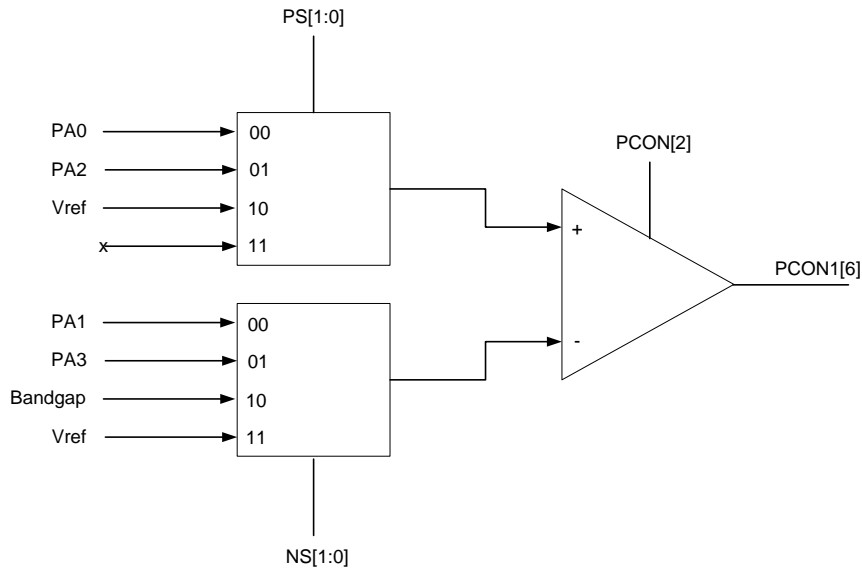 PS[1:0]
PA0
00
PCON[2]
PA2
01
Vref
10
+
x
11
PCON1[6]
PA1
00
-
PA3
01
Bandgap
10
Vref
11
NS[1:0]